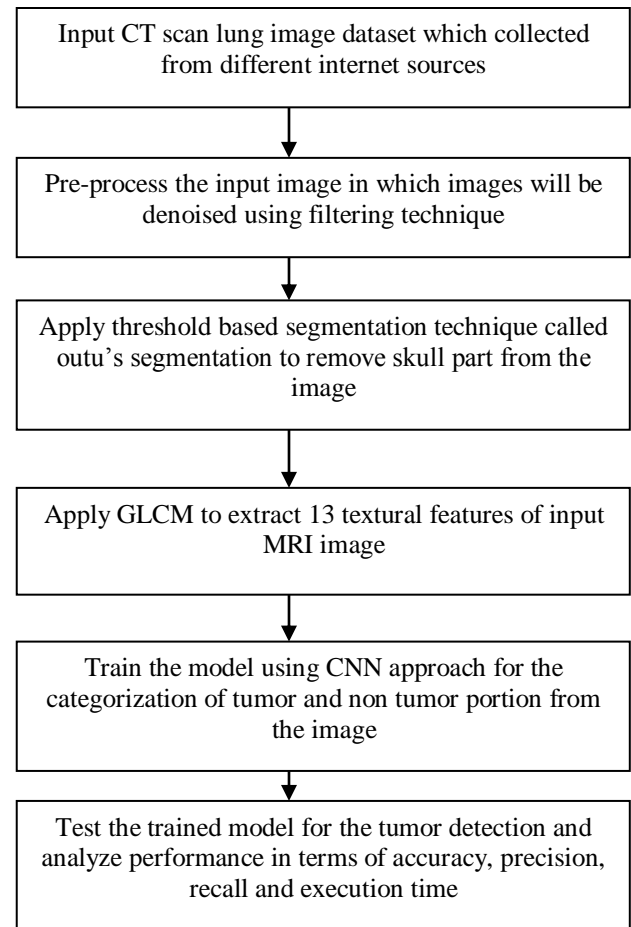 Input CT scan lung image dataset which collected
from different internet sources
Pre-process the input image in which images will be
denoised using filtering technique
Apply threshold based segmentation technique called
outu’s segmentation to remove skull part from the
image
Apply GLCM to extract 13 textural features of input
MRI image
Train the model using CNN approach for the
categorization of tumor and non tumor portion from
the image
Test the trained model for the tumor detection and
analyze performance in terms of accuracy, precision,
recall and execution time